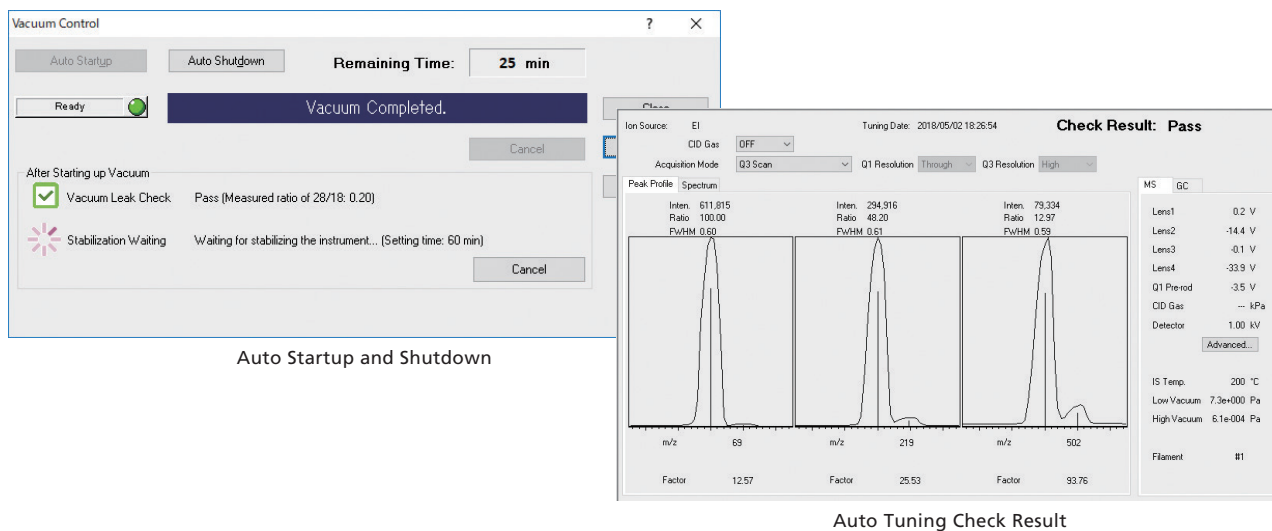 Vacuum Control
? X
Auto Startup Auto Shutdown Remaining Time: 25 min
Ready Vacuum Completed.
Close
Cancel
After Starting up Vacuum
Vacuum Leak Check Pass (Measured ratio of 28/18: 0.20)
Stabilization Waiting Waiting for stabilizing the instrument... (Setting time: 60 min)
Cancel
Auto Startup and Shutdown
Ion Source: EI Tuning Date: 2018/05/02 18:26:54 Check Result: Pass
CID Gas OFF
Acquisition Mode Q3 Scan Q1 Resolution Through Q3 Resolution High
Peak Profile Spectrum
Inten. 611,815 Inten. 294,916 Inten. 79,334
Ratio 100.00 Ratio 48.20 Ratio 12.97
FWHM 0.60 FWHM 0.61 FWHM 0.59
m/z 69 m/z 219 m/z 502
Factor 12.57 Factor 25.53 Factor 93.76
MS GC
Lens1 0.2 V
Lens2 -14.4 V
Lens3 -0.1 V
Lens4 -33.9 V
Q1 Pre-rod -3.5 V
CID Gas --- kPa
Detector 1.00 kV
Advanced...
IS Temp. 200 °C
Low Vacuum 7.3e+000 Pa
High Vacuum 6.1e-004 Pa
Filament #1
Auto Tuning Check Result